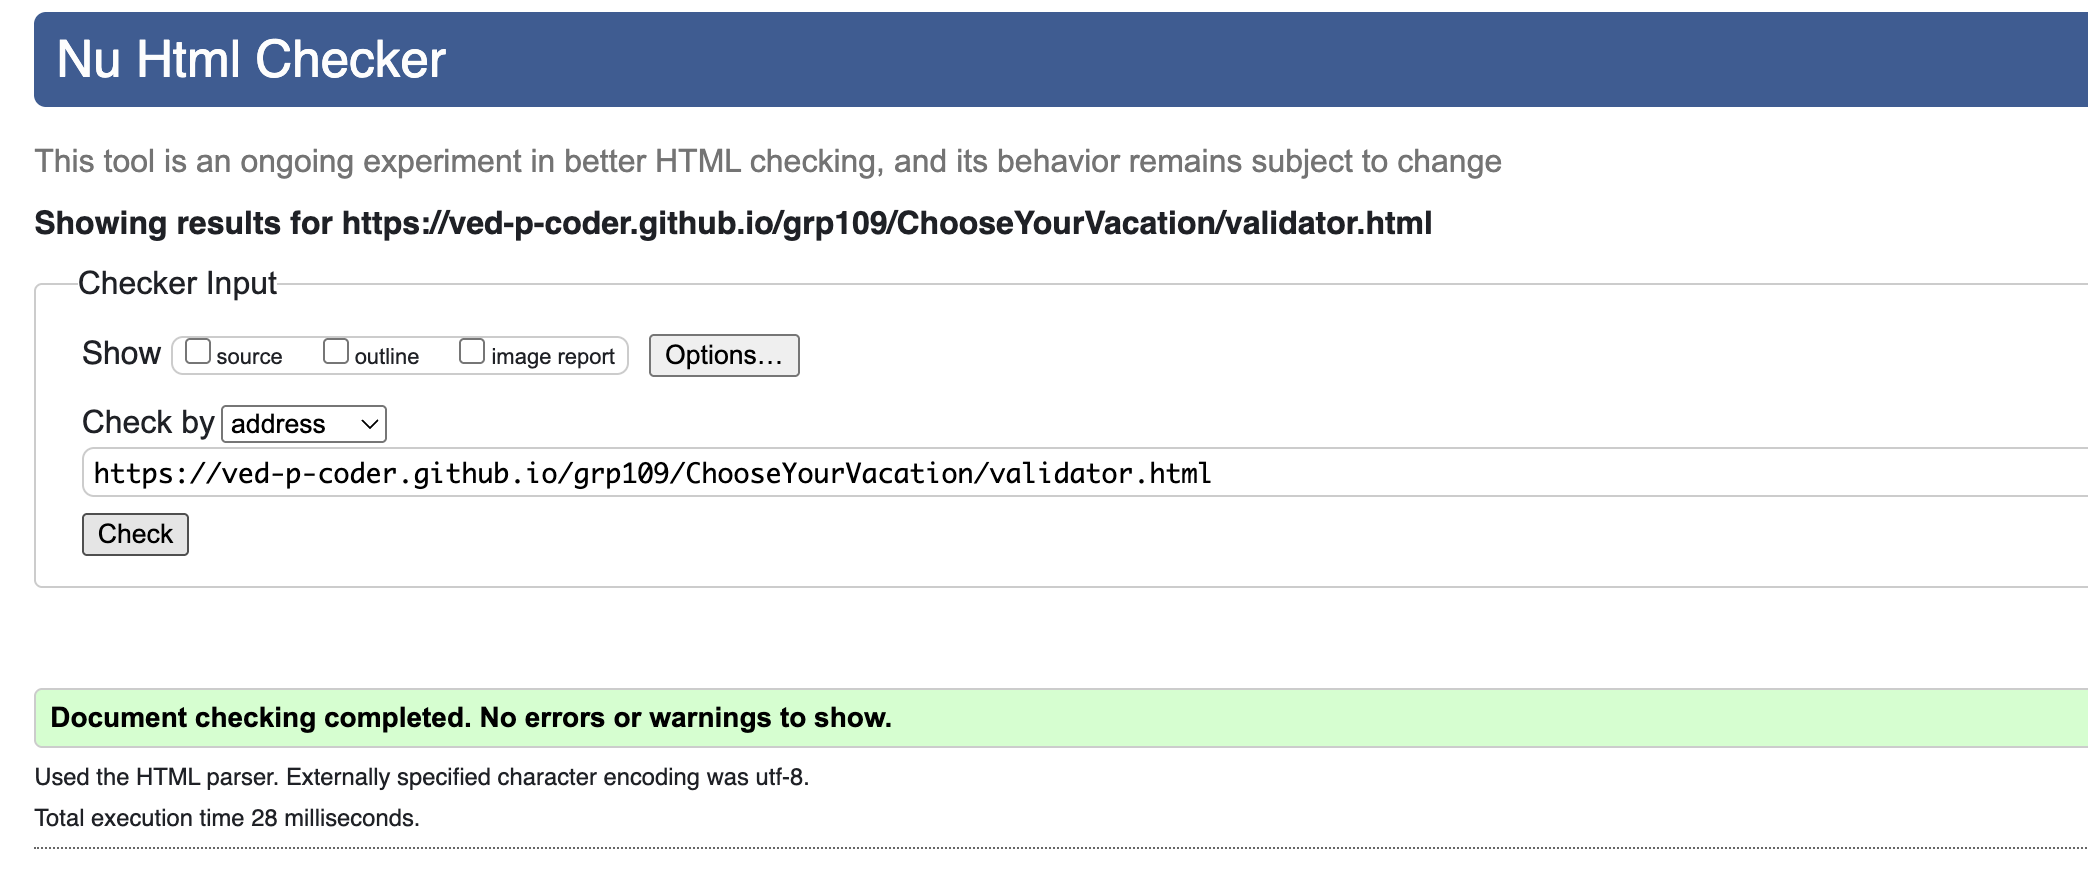 Nu Html Checker
This tool is an ongoing experiment in better HTML checking, and its behavior remains subject to change
Showing results for https://ved-p-coder.github.io/grp109/ChooseYourVacation/validator.html
Checker Input
Show source outline image report Options...
Check by address
https://ved-p-coder.github.io/grp109/ChooseYourVacation/validator.html
Check
Document checking completed. No errors or warnings to show.
Used the HTML parser. Externally specified character encoding was utf-8.
Total execution time 28 milliseconds.